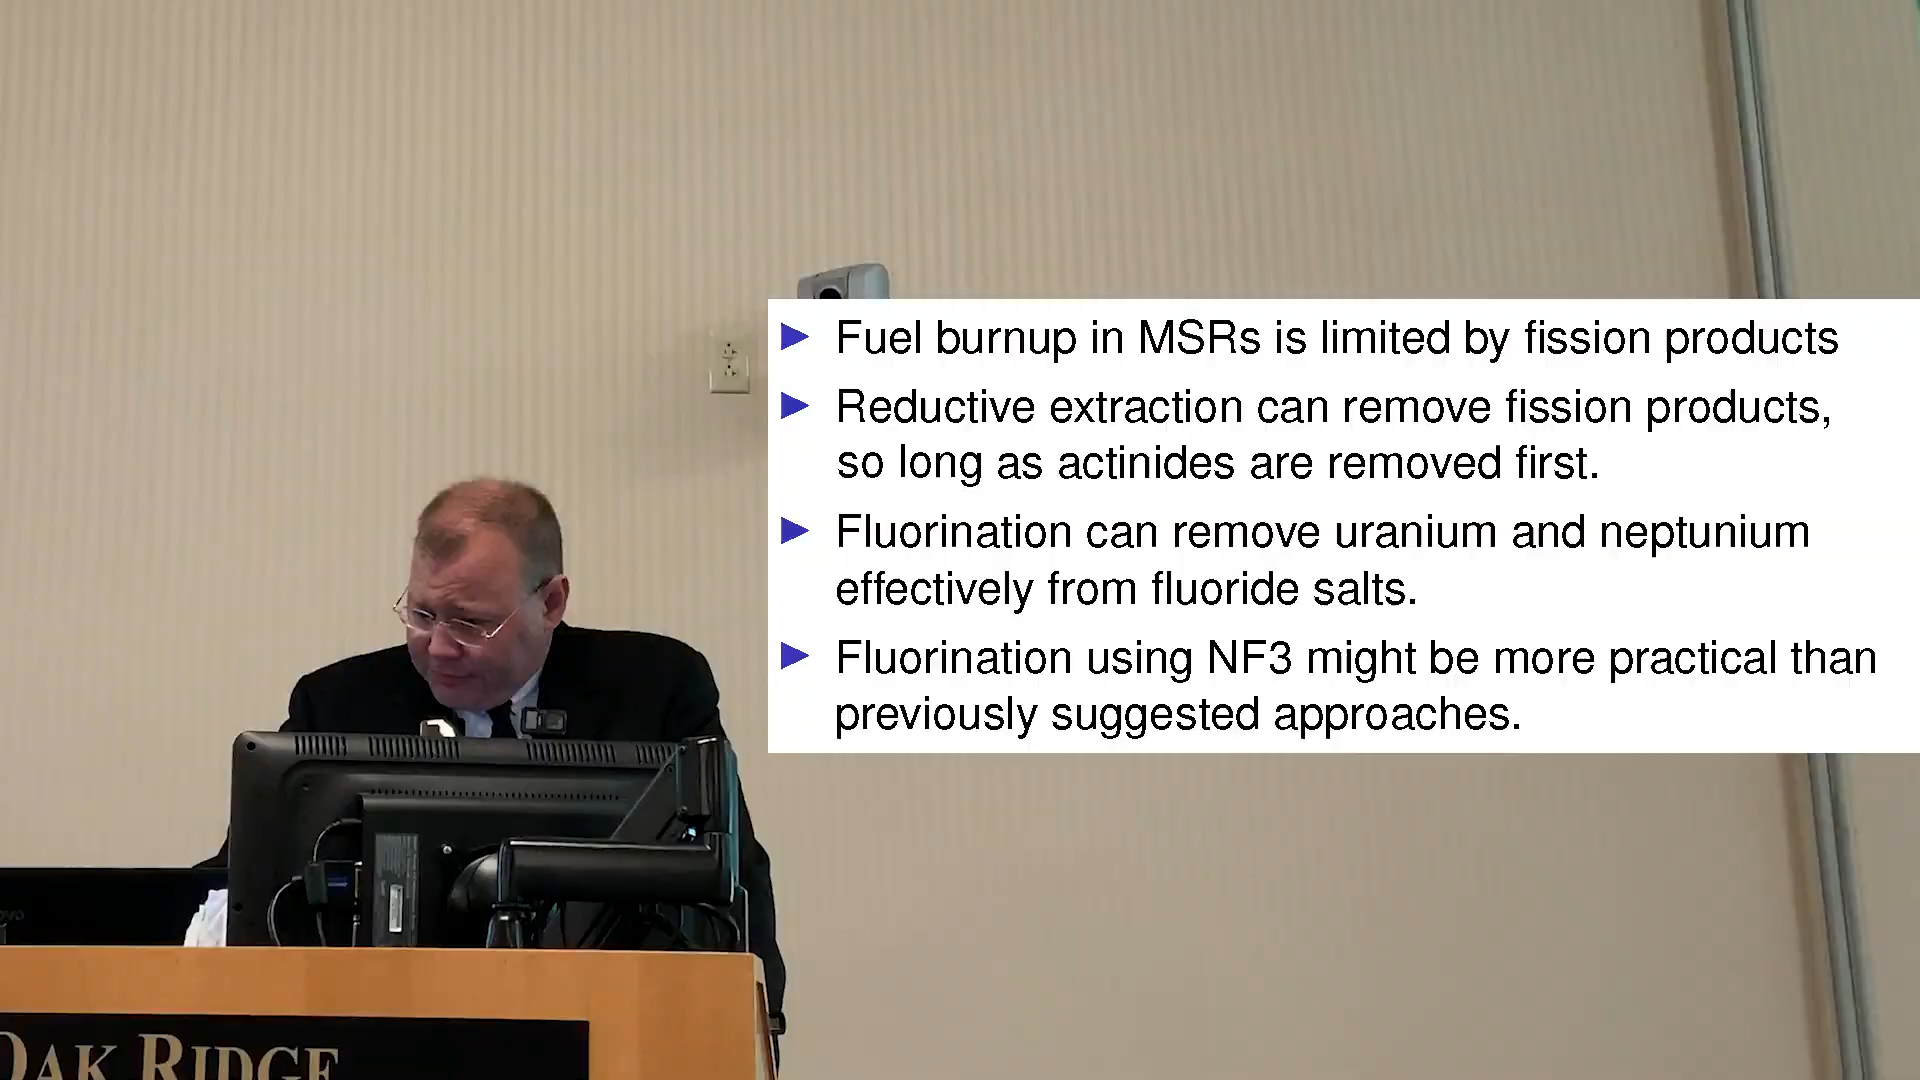 Fuel burnup in MSRs is limited by fission products
Reductive extraction can remove fission products,
so long as actinides are removed first.
Fluorination can remove uranium and neptunium
effectively from fluoride salts.
Fluorination using NF3 might be more practical than
previously suggested approaches.
OAK RIDGE